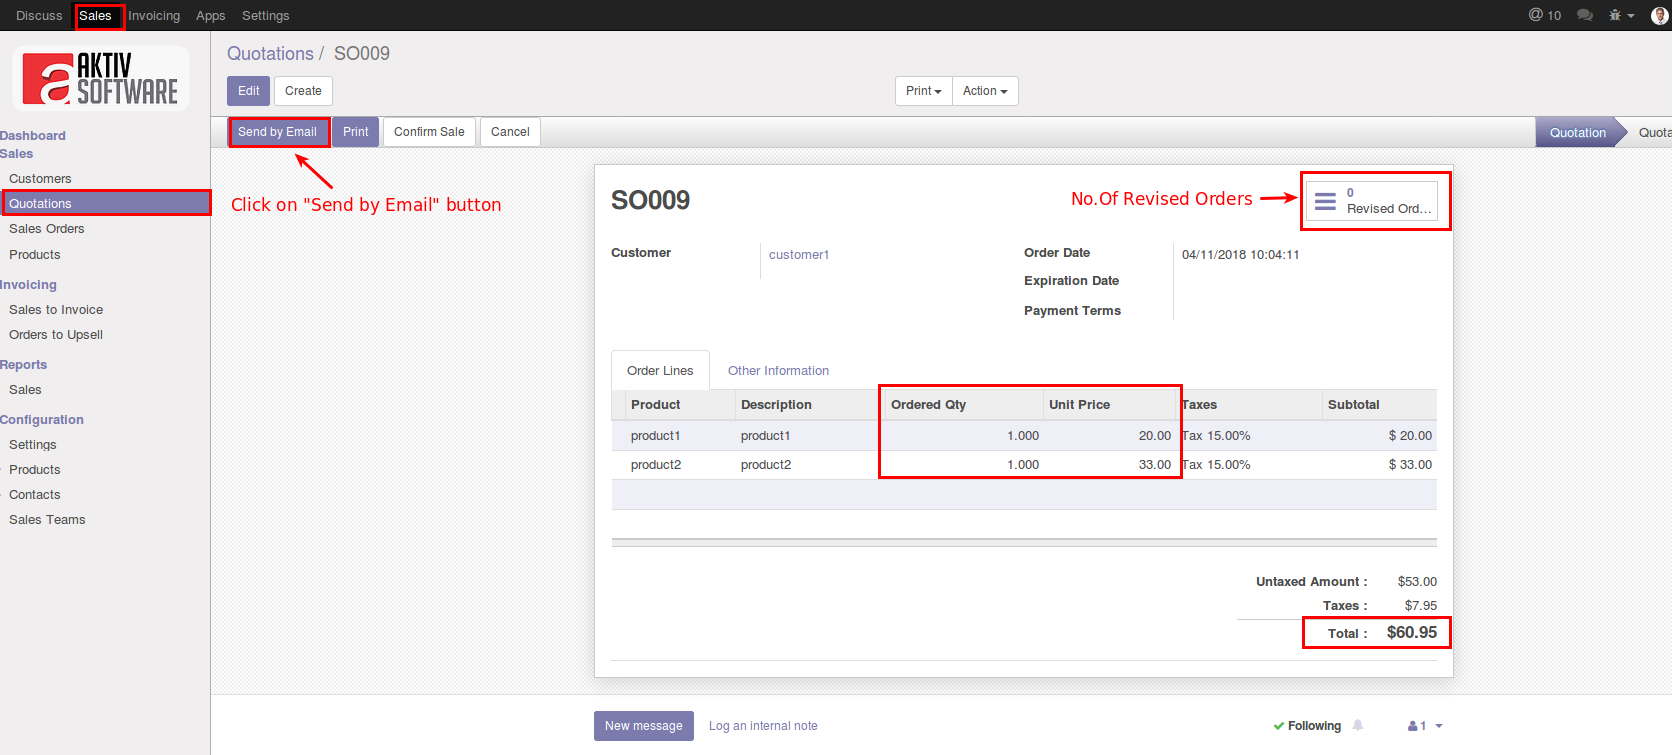 Discuss Sales Invoicing Apps Settings @ 10
AKTIV
SOFTWARE
Quotations / SO009
Edit Create Print Action
Send by Email Print Confirm Sale Cancel Quotation Quota
Dashboard
Sales
Customers
Quotations
Sales Orders
Products
Invoicing
Sales to Invoice
Orders to Upsell
Reports
Sales
Configuration
Settings
Products
Contacts
Sales Teams
Click on "Send by Email" button
No.Of Revised Orders
0
Revised Ord...
SO009
Customer customer1
Order Date 04/11/2018 10:04:11
Expiration Date
Payment Terms
Order Lines Other Information
Product Description Ordered Qty Unit Price Taxes Subtotal
product1 product1 1.000 20.00 Tax 15.00% $ 20.00
product2 product2 1.000 33.00 Tax 15.00% $ 33.00
Untaxed Amount : $53.00
Taxes : $7.95
Total : $60.95
New message Log an internal note Following 1